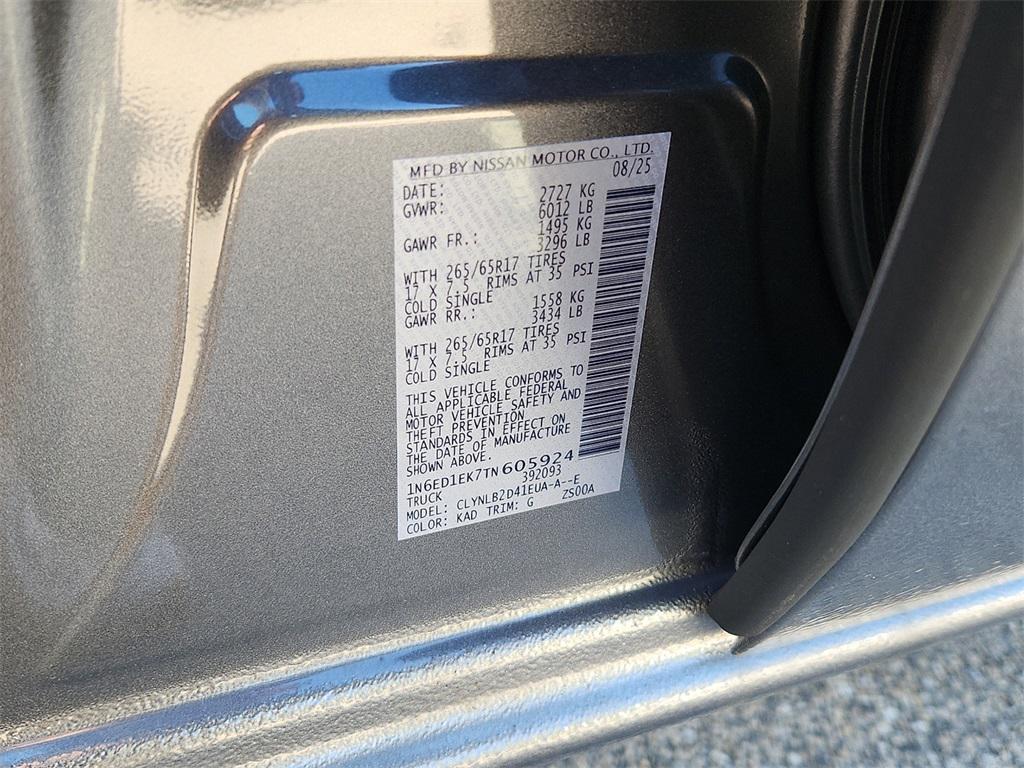 MFD BY NISSAN MOTOR CO., LTD.
DATE: 08/25
GVWR: 2727 KG
6012 LB
GAWR FR.: 1495 KG
3296 LB
WITH 265/65R17 TIRES
17 X 7.5 RIMS AT 35 PSI
COLD SINGLE
GAWR RR.: 1558 KG
3434 LB
WITH 265/65R17 TIRES
17 X 7.5 RIMS AT 35 PSI
COLD SINGLE
THIS VEHICLE CONFORMS TO
ALL APPLICABLE FEDERAL
MOTOR VEHICLE SAFETY AND
THEFT PREVENTION
STANDARDS IN EFFECT ON
THE DATE OF MANUFACTURE
SHOWN ABOVE.
1N6ED1EK7TN605924
TRUCK 392093
MODEL: CLYNLB2D41EUA-A--E
COLOR: KAD TRIM: G ZS00A